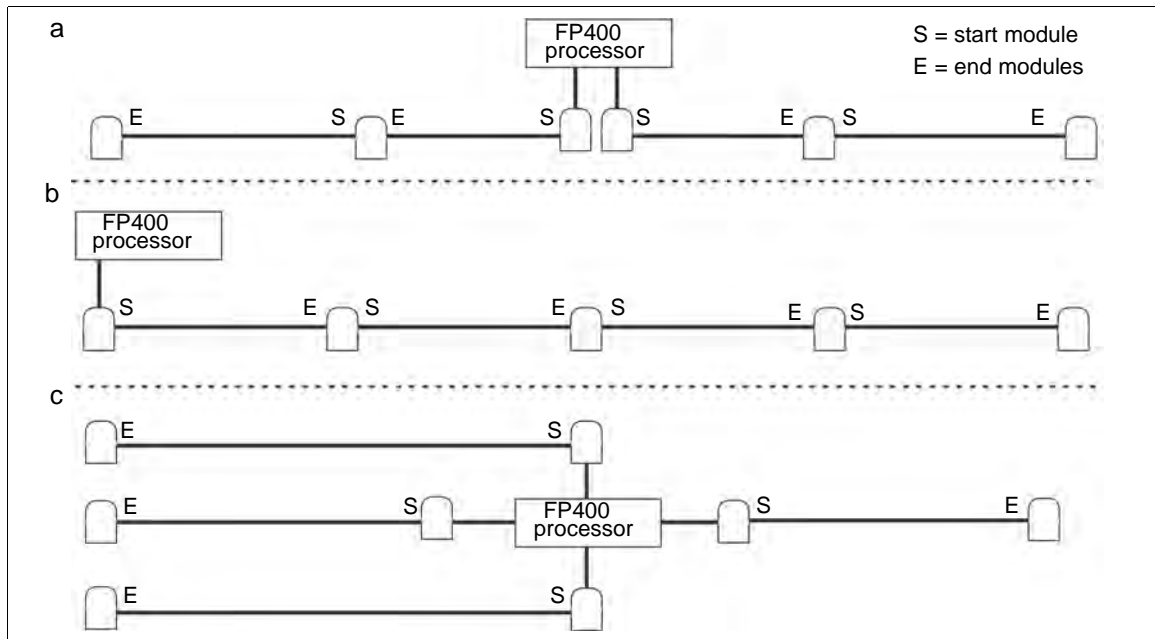 a
FP400
processor
S = start module
E = end modules
E
S
E
S
S
E
S
E
b
FP400
processor
S
E
S
E
S
E
S
E
c
E
S
E
S
FP400
processor
S
E
E
S